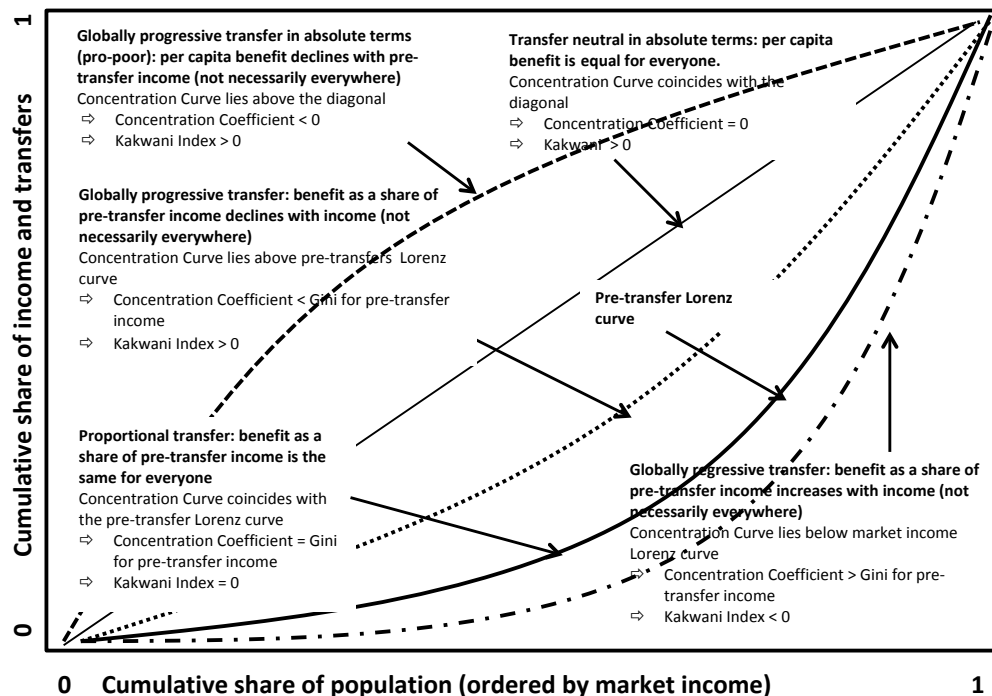 1
Globally progressive transfer in absolute terms
(pro-poor): per capita benefit declines with pre-
transfer income (not necessarily everywhere)
Concentration Curve lies above the diagonal
⇨ Concentration Coefficient < 0
⇨ Kakwani Index > 0
Transfer neutral in absolute terms: per capita
benefit is equal for everyone.
Concentration Curve coincides with the
diagonal
⇨ Concentration Coefficient = 0
⇨ Kakwani > 0
Globally progressive transfer: benefit as a share of
pre-transfer income declines with income (not
necessarily everywhere)
Concentration Curve lies above pre-transfers Lorenz
curve
⇨ Concentration Coefficient < Gini for pre-transfer
income
⇨ Kakwani Index > 0
Pre-transfer Lorenz
curve
Proportional transfer: benefit as a
share of pre-transfer income is the
same for everyone
Concentration Curve coincides with
the pre-transfer Lorenz curve
⇨ Concentration Coefficient = Gini
for pre-transfer income
⇨ Kakwani Index = 0
Globally regressive transfer: benefit as a share of
pre-transfer income increases with income (not
necessarily everywhere)
Concentration Curve lies below market income
Lorenz curve
⇨ Concentration Coefficient > Gini for pre-
transfer income
⇨ Kakwani Index < 0
Cumulative share of income and transfers
0
0 Cumulative share of population (ordered by market income) 1